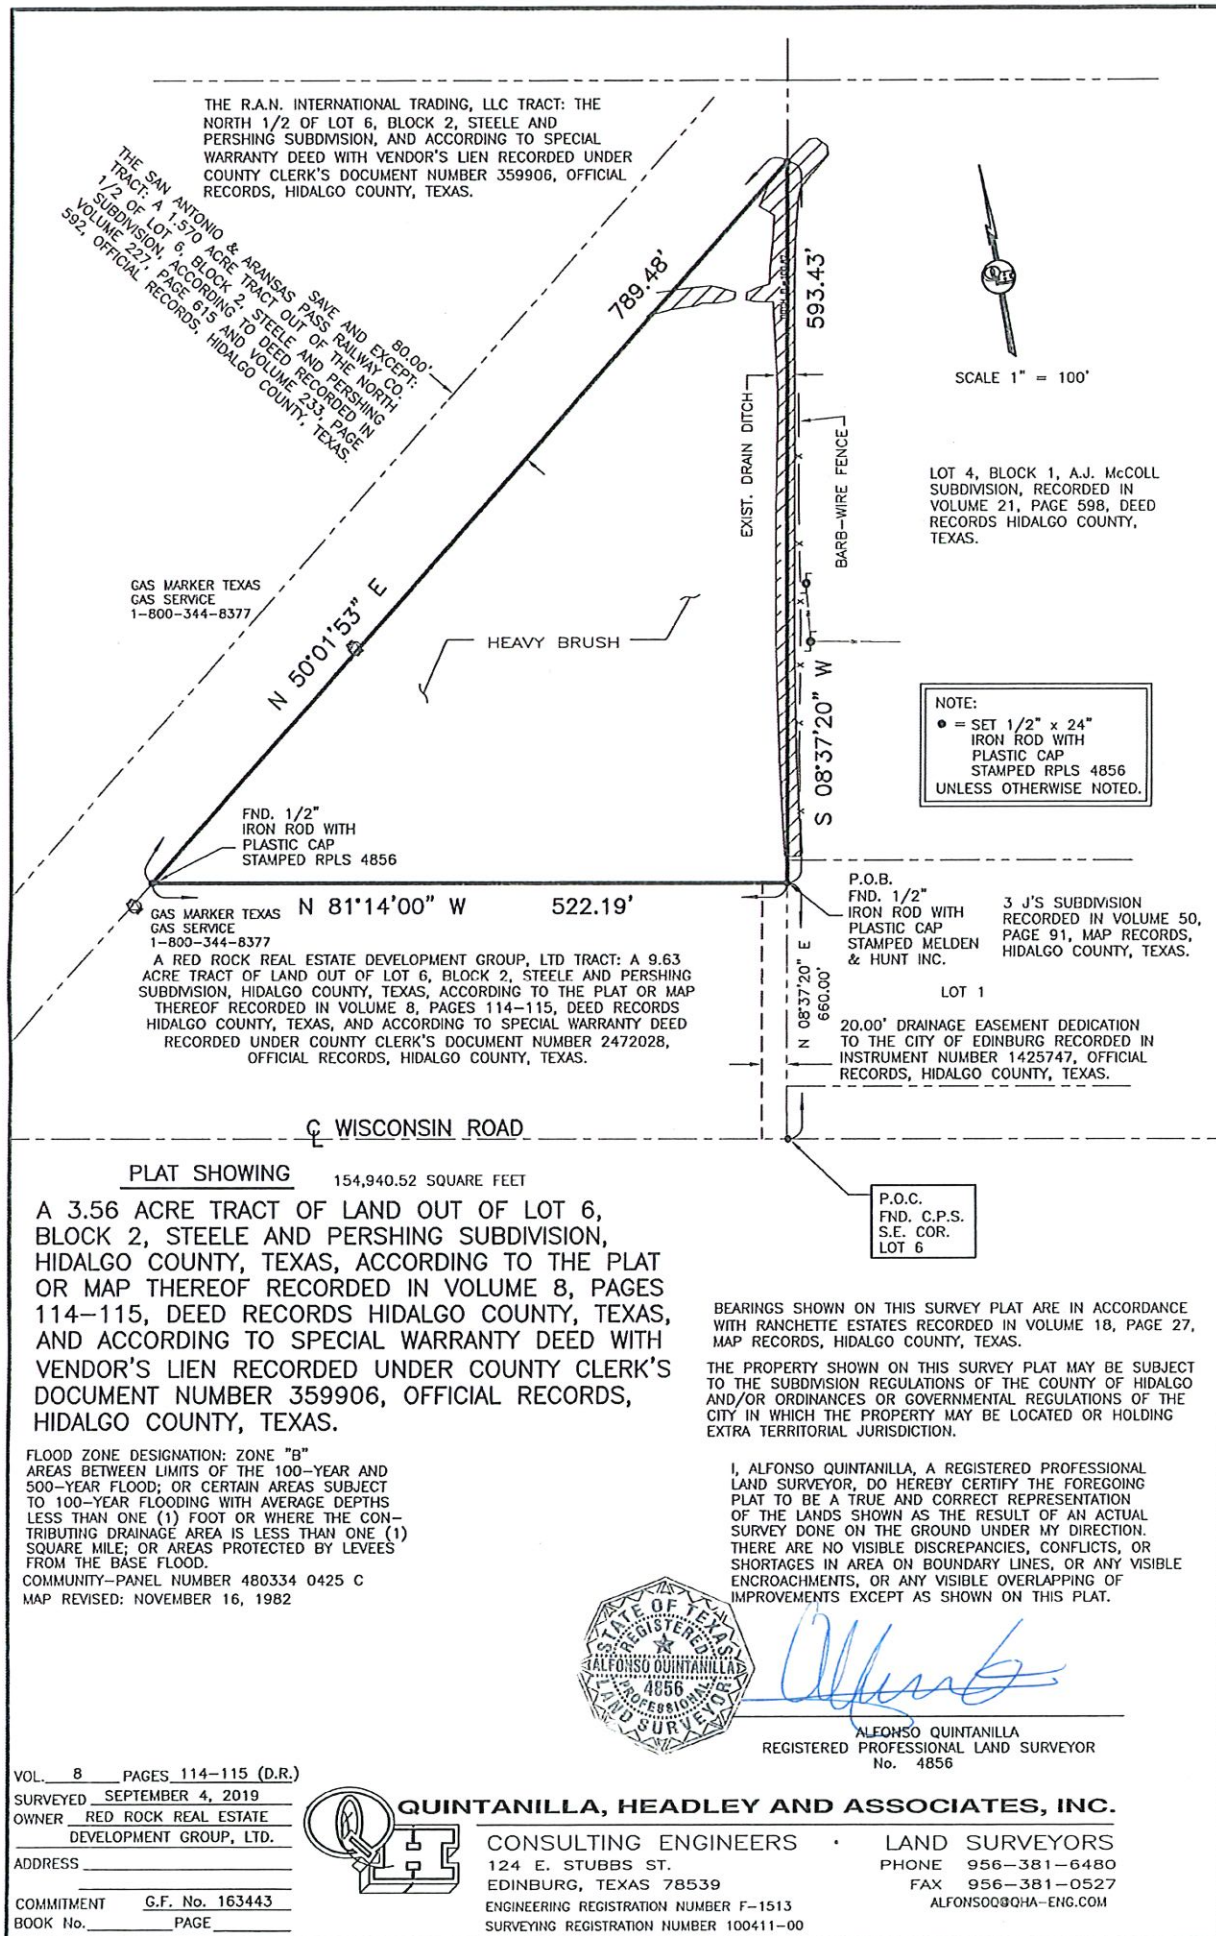 THE R.A.N. INTERNATIONAL TRADING, LLC TRACT: THE
NORTH 1/2 OF LOT 6, BLOCK 2, STEELE AND
PERSHING SUBDIVISION, AND ACCORDING TO SPECIAL
WARRANTY DEED WITH VENDOR'S LIEN RECORDED UNDER
COUNTY CLERK'S DOCUMENT NUMBER 359906, OFFICIAL
RECORDS, HIDALGO COUNTY, TEXAS.
80.00'
SAVE AND EXCEPT:
THE SAN ANTONIO & ARANSAS PASS RAILWAY CO.
TRACT: A 1.570 ACRE TRACT OUT OF THE NORTH
1/2 OF LOT 6, BLOCK 2, STEELE AND PERSHING
SUBDIVISION, ACCORDING TO DEED RECORDED IN
VOLUME 227, PAGE 615 AND VOLUME 233, PAGE
592, OFFICIAL RECORDS, HIDALGO COUNTY, TEXAS.
789.48'
593.43'
SCALE 1" = 100'
EXIST. DRAIN DITCH
BARB-WIRE FENCE
LOT 4, BLOCK 1, A.J. McCOLL
SUBDIVISION, RECORDED IN
VOLUME 21, PAGE 598, DEED
RECORDS HIDALGO COUNTY,
TEXAS.
GAS MARKER TEXAS
GAS SERVICE
1-800-344-8377
N 50°01'53" E
HEAVY BRUSH
S 08°37'20" W
NOTE:
= SET 1/2" x 24"
IRON ROD WITH
PLASTIC CAP
STAMPED RPLS 4856
UNLESS OTHERWISE NOTED.
FND. 1/2"
IRON ROD WITH
PLASTIC CAP
STAMPED RPLS 4856
GAS MARKER TEXAS
GAS SERVICE
1-800-344-8377
N 81°14'00" W 522.19'
P.O.B.
FND. 1/2"
IRON ROD WITH
PLASTIC CAP
STAMPED MELDEN
& HUNT INC.
3 J'S SUBDIVISION
RECORDED IN VOLUME 50,
PAGE 91, MAP RECORDS,
HIDALGO COUNTY, TEXAS.
LOT 1
A RED ROCK REAL ESTATE DEVELOPMENT GROUP, LTD TRACT: A 9.63
ACRE TRACT OF LAND OUT OF LOT 6, BLOCK 2, STEELE AND PERSHING
SUBDIVISION, HIDALGO COUNTY, TEXAS, ACCORDING TO THE PLAT OR MAP
THEREOF RECORDED IN VOLUME 8, PAGES 114-115, DEED RECORDS
HIDALGO COUNTY, TEXAS, AND ACCORDING TO SPECIAL WARRANTY DEED
RECORDED UNDER COUNTY CLERK'S DOCUMENT NUMBER 2472028,
OFFICIAL RECORDS, HIDALGO COUNTY, TEXAS.
N 08°37'20" E
660.00'
20.00' DRAINAGE EASEMENT DEDICATION
TO THE CITY OF EDINBURG RECORDED IN
INSTRUMENT NUMBER 1425747, OFFICIAL
RECORDS, HIDALGO COUNTY, TEXAS.
℄ WISCONSIN ROAD
P.O.C.
FND. C.P.S.
S.E. COR.
LOT 6
PLAT SHOWING 154,940.52 SQUARE FEET
A 3.56 ACRE TRACT OF LAND OUT OF LOT 6,
BLOCK 2, STEELE AND PERSHING SUBDIVISION,
HIDALGO COUNTY, TEXAS, ACCORDING TO THE PLAT
OR MAP THEREOF RECORDED IN VOLUME 8, PAGES
114-115, DEED RECORDS HIDALGO COUNTY, TEXAS,
AND ACCORDING TO SPECIAL WARRANTY DEED WITH
VENDOR'S LIEN RECORDED UNDER COUNTY CLERK'S
DOCUMENT NUMBER 359906, OFFICIAL RECORDS,
HIDALGO COUNTY, TEXAS.
FLOOD ZONE DESIGNATION: ZONE "B"
AREAS BETWEEN LIMITS OF THE 100-YEAR AND
500-YEAR FLOOD; OR CERTAIN AREAS SUBJECT
TO 100-YEAR FLOODING WITH AVERAGE DEPTHS
LESS THAN ONE (1) FOOT OR WHERE THE CON-
TRIBUTING DRAINAGE AREA IS LESS THAN ONE (1)
SQUARE MILE; OR AREAS PROTECTED BY LEVEES
FROM THE BASE FLOOD.
COMMUNITY-PANEL NUMBER 480334 0425 C
MAP REVISED: NOVEMBER 16, 1982
BEARINGS SHOWN ON THIS SURVEY PLAT ARE IN ACCORDANCE
WITH RANCHETTE ESTATES RECORDED IN VOLUME 18, PAGE 27,
MAP RECORDS, HIDALGO COUNTY, TEXAS.
THE PROPERTY SHOWN ON THIS SURVEY PLAT MAY BE SUBJECT
TO THE SUBDIVISION REGULATIONS OF THE COUNTY OF HIDALGO
AND/OR ORDINANCES OR GOVERNMENTAL REGULATIONS OF THE
CITY IN WHICH THE PROPERTY MAY BE LOCATED OR HOLDING
EXTRA TERRITORIAL JURISDICTION.
I, ALFONSO QUINTANILLA, A REGISTERED PROFESSIONAL
LAND SURVEYOR, DO HEREBY CERTIFY THE FOREGOING
PLAT TO BE A TRUE AND CORRECT REPRESENTATION
OF THE LANDS SHOWN AS THE RESULT OF AN ACTUAL
SURVEY DONE ON THE GROUND UNDER MY DIRECTION.
THERE ARE NO VISIBLE DISCREPANCIES, CONFLICTS, OR
SHORTAGES IN AREA ON BOUNDARY LINES, OR ANY VISIBLE
ENCROACHMENTS, OR ANY VISIBLE OVERLAPPING OF
IMPROVEMENTS EXCEPT AS SHOWN ON THIS PLAT.
STATE OF TEXAS
REGISTERED
ALFONSO QUINTANILLA
4856
PROFESSIONAL
LAND SURVEYOR
ALFONSO QUINTANILLA
REGISTERED PROFESSIONAL LAND SURVEYOR
No. 4856
VOL. 8 PAGES 114-115 (D.R.)
SURVEYED SEPTEMBER 4, 2019
OWNER RED ROCK REAL ESTATE
DEVELOPMENT GROUP, LTD.
ADDRESS
COMMITMENT G.F. No. 163443
BOOK No. PAGE
QH
QUINTANILLA, HEADLEY AND ASSOCIATES, INC.
CONSULTING ENGINEERS · LAND SURVEYORS
124 E. STUBBS ST.
EDINBURG, TEXAS 78539
PHONE 956-381-6480
FAX 956-381-0527
ENGINEERING REGISTRATION NUMBER F-1513
SURVEYING REGISTRATION NUMBER 100411-00
ALFONSOQ@QHA-ENG.COM